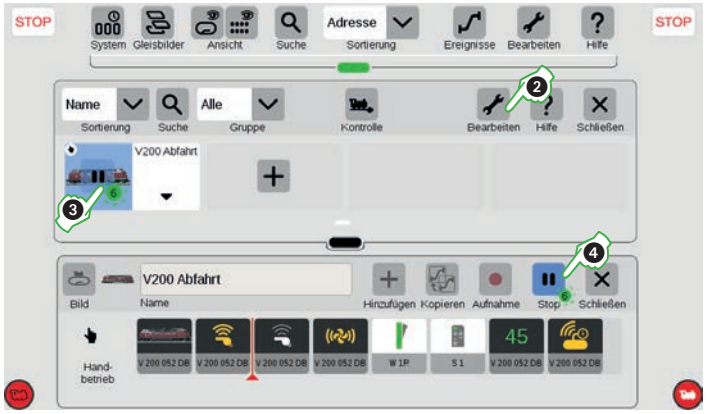 STOP
Adresse
STOP
System Gleisbilder Ansicht Suche Sortierung Ereignisse Bearbeiten Hilfe
2
Name Alle
Sortierung Suche Gruppe Kontrolle Bearbeiten Hilfe Schließen
V200 Abfahrt
6
3
4
V200 Abfahrt
6
Bild Name Hinzufügen Kopieren Aufnahme Stop Schließen
45
Hand-
betrieb
V 200 052 DB V 200 052 DB V 200 052 DB V 200 052 DB W 1R S 1 V 200 052 DB V 200 052 DB